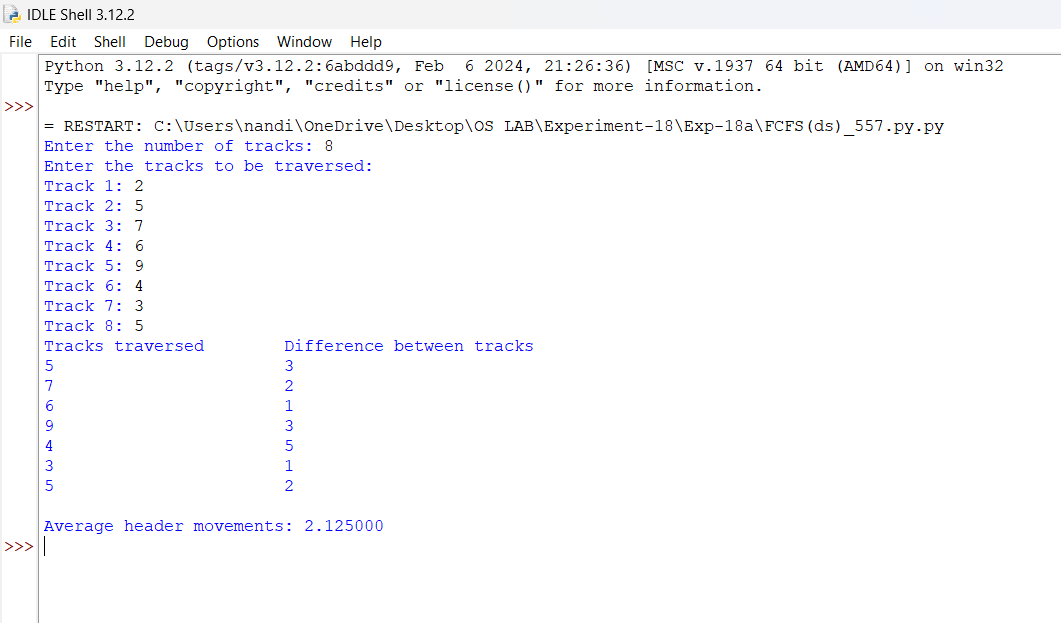 IDLE Shell 3.12.2
File Edit Shell Debug Options Window Help
Python 3.12.2 (tags/v3.12.2:6abddd9, Feb  6 2024, 21:26:36) [MSC v.1937 64 bit (AMD64)] on win32
Type "help", "copyright", "credits" or "license()" for more information.
>>>
= RESTART: C:\Users\nandi\OneDrive\Desktop\OS LAB\Experiment-18\Exp-18a\FCFS(ds)_557.py.py
Enter the number of tracks: 8
Enter the tracks to be traversed:
Track 1: 2
Track 2: 5
Track 3: 7
Track 4: 6
Track 5: 9
Track 6: 4
Track 7: 3
Track 8: 5
Tracks traversed        Difference between tracks
5                       3
7                       2
6                       1
9                       3
4                       5
3                       1
5                       2
Average header movements: 2.125000
>>>